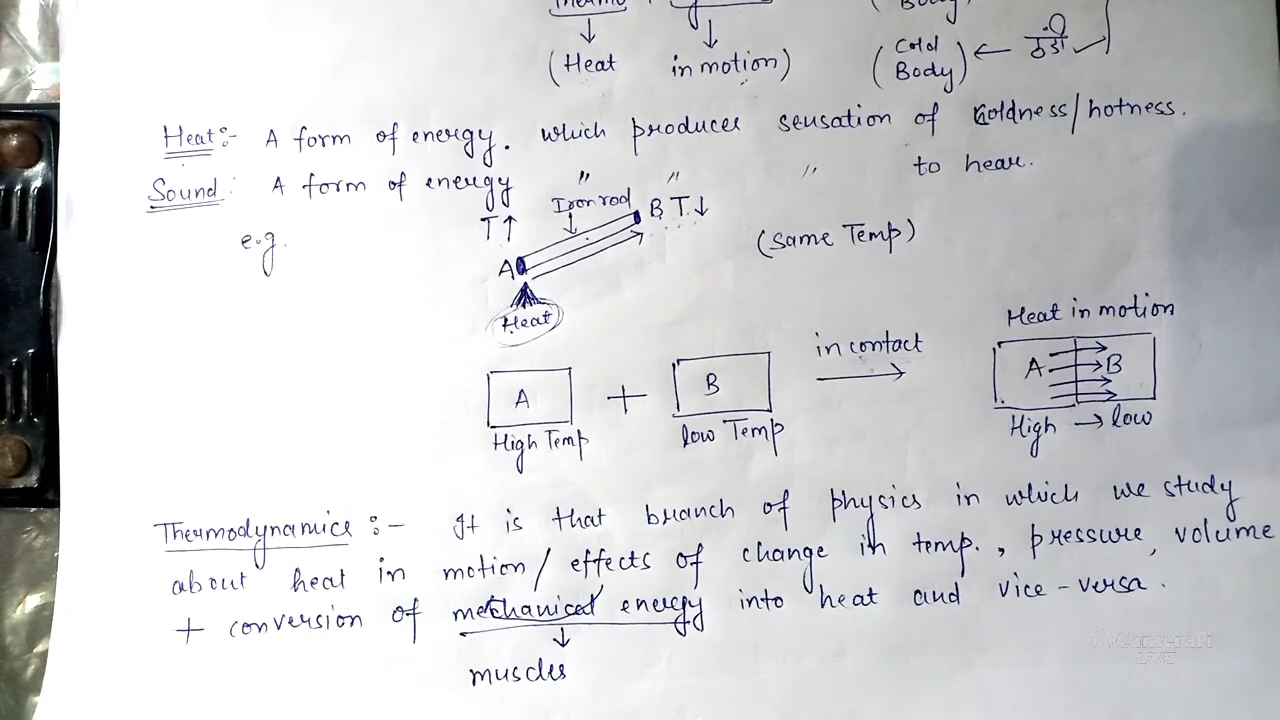 Thermo
Body)
(Heat in motion) (Cold Body) ← ठंडी
Heat :- A form of energy. which produces sensation of coldness/hotness.
Sound : A form of energy " " " to hear.
e.g. T↑ Iron rod B T.↓
A (same Temp)
Heat
Heat in motion
A + B in contact → A B
High Temp low Temp High → low
Thermodynamics :- It is that branch of physics in which we study
about heat in motion/effects of change in temp., pressure, volume
+ conversion of mechanical energy into heat and vice-versa.
↓
muscles